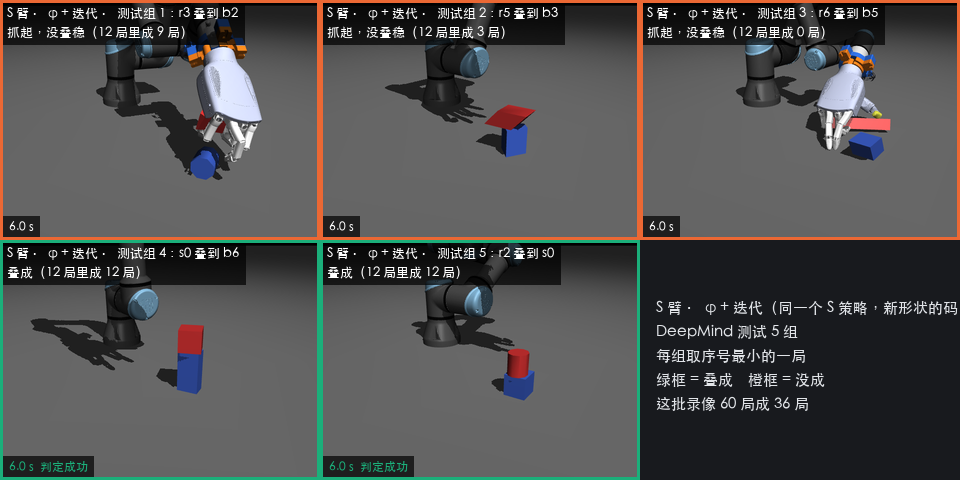 S 臂 · φ + 迭代 · 测试组 1：r3 叠到 b2
抓起，没叠稳（12 局里成 9 局）
6.0 s
S 臂 · φ + 迭代 · 测试组 2：r5 叠到 b3
抓起，没叠稳（12 局里成 3 局）
6.0 s
S 臂 · φ + 迭代 · 测试组 3：r6 叠到 b5
抓起，没叠稳（12 局里成 0 局）
6.0 s
S 臂 · φ + 迭代 · 测试组 4：s0 叠到 b6
叠成（12 局里成 12 局）
6.0 s 判定成功
S 臂 · φ + 迭代 · 测试组 5：r2 叠到 s0
叠成（12 局里成 12 局）
6.0 s 判定成功
S 臂 · φ + 迭代（同一个 S 策略，新形状的码
DeepMind 测试 5 组
每组取序号最小的一局
绿框 = 叠成 橙框 = 没成
这批录像 60 局成 36 局